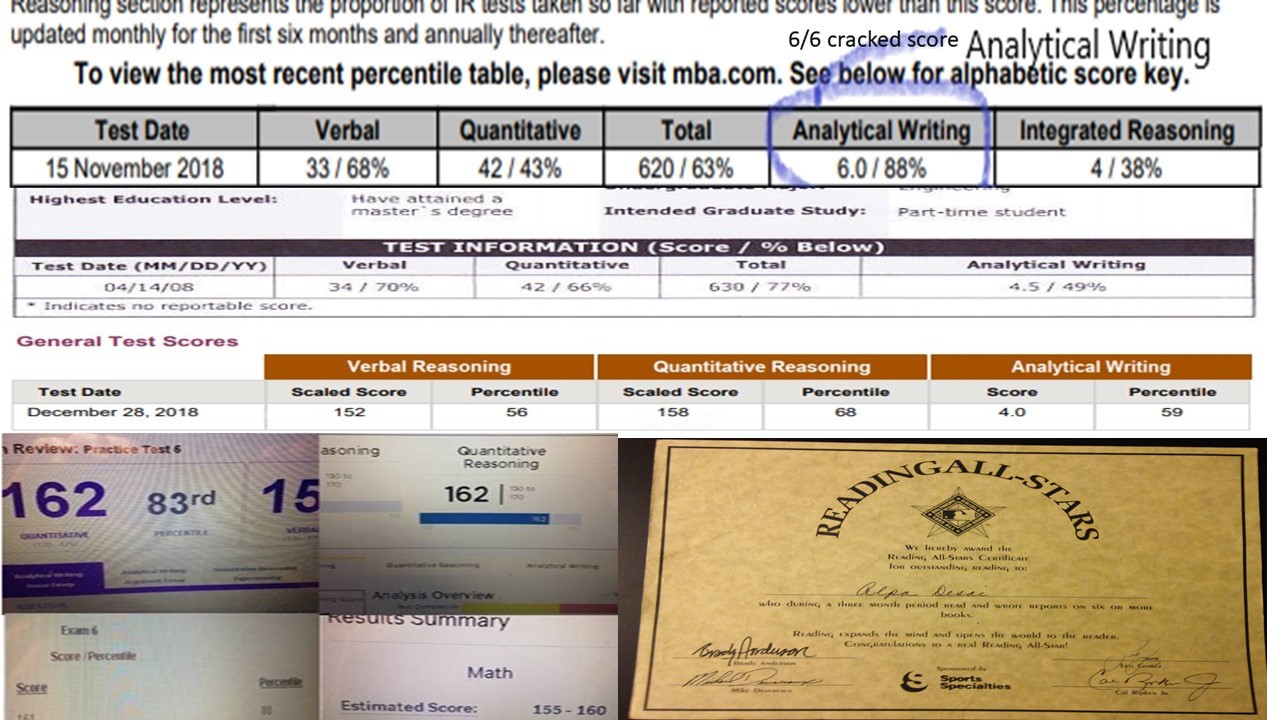 Reasoning section represents the proportion of IR tests taken so far with reported scores lower than this score. This percentage is
updated monthly for the first six months and annually thereafter.
6/6 cracked score Analytical Writing
To view the most recent percentile table, please visit mba.com. See below for alphabetic score key.
Test Date Verbal Quantitative Total Analytical Writing Integrated Reasoning
15 November 2018 33 / 68% 42 / 43% 620 / 63% 6.0 / 88% 4 / 38%
Highest Education Level: Have attained a
master`s degree
Intended Graduate Study: Part-time student
TEST INFORMATION (Score / % Below)
Test Date (MM/DD/YY) Verbal Quantitative Total Analytical Writing
04/14/08 34 / 70% 42 / 66% 630 / 77% 4.5 / 49%
* Indicates no reportable score.
General Test Scores
Verbal Reasoning Quantitative Reasoning Analytical Writing
Test Date Scaled Score Percentile Scaled Score Percentile Score Percentile
December 28, 2018 152 56 158 68 4.0 59
Review: Practice Test 6
162 83rd 15
QUANTITATIVE PERCENTILE VERBAL
asoning Quantitative
Reasoning
130 to
170
162 130 to
170
162
Quantitative Reasoning Analytical Writing
Analysis Overview
Exam 6
Score / Percentile
Score Percentile
161 80
Results Summary
Math
Estimated Score: 155 - 160
READING ALL-STARS
We hereby award the
Reading All-Stars Certificate
for outstanding reading to:
Alpa Desai
who during a three month period read and wrote reports on six or more
books.
Reading expands the mind and opens the world to the reader.
Congratulations to a real Reading All-Star!
Brady Anderson
Brady Anderson
Mike Devereaux
Sponsored by
Sports
Specialties
Leo Gomez
Cal Ripken Jr.